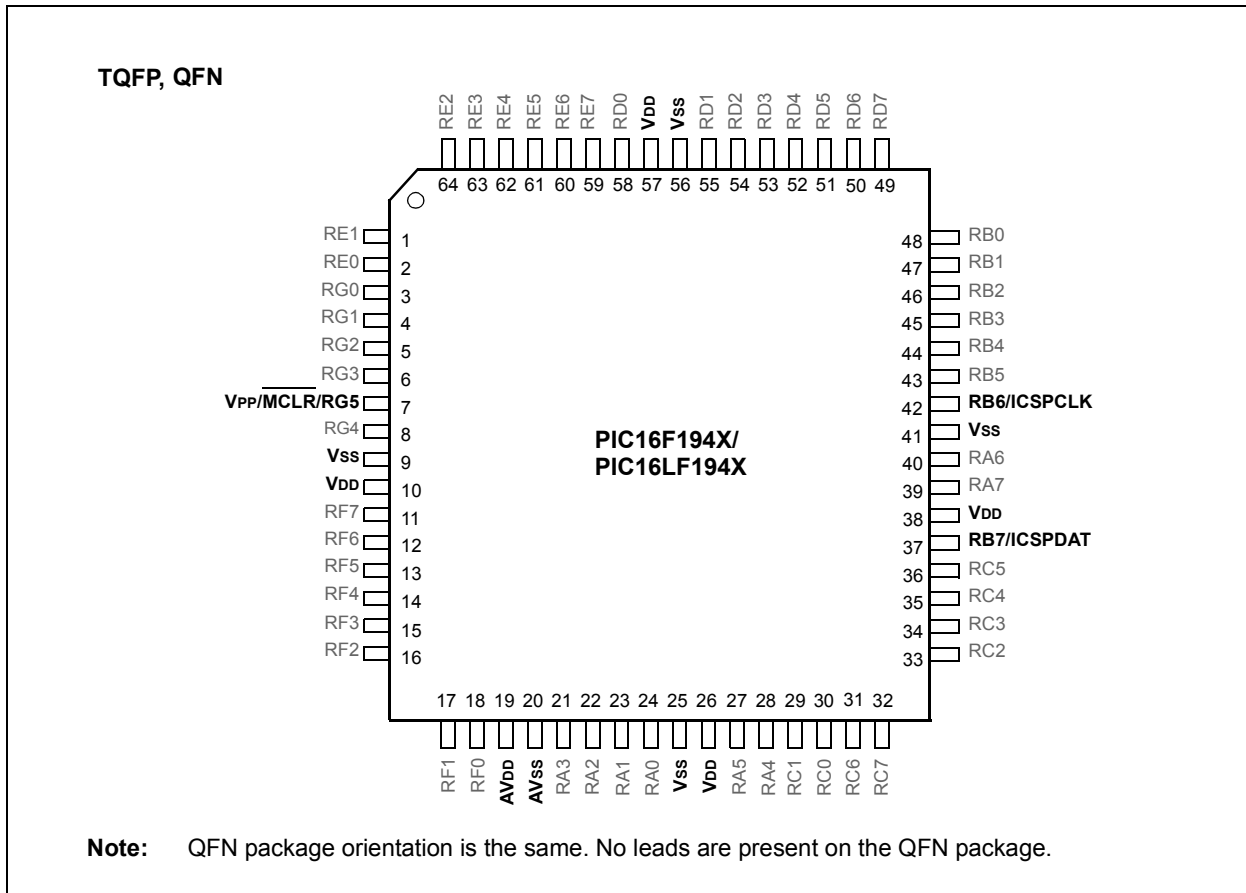 TQFP, QFN
RE2
RE3
RE4
RE5
RE6
RE7
RD0
VDD
VSS
RD1
RD2
RD3
RD4
RD5
RD6
RD7
64 63 62 61 60 59 58 57 56 55 54 53 52 51 50 49
RE1 1
RE0 2
RG0 3
RG1 4
RG2 5
RG3 6
VPP/MCLR/RG5 7
RG4 8
VSS 9
VDD 10
RF7 11
RF6 12
RF5 13
RF4 14
RF3 15
RF2 16
PIC16F194X/
PIC16LF194X
48 RB0
47 RB1
46 RB2
45 RB3
44 RB4
43 RB5
42 RB6/ICSPCLK
41 VSS
40 RA6
39 RA7
38 VDD
37 RB7/ICSPDAT
36 RC5
35 RC4
34 RC3
33 RC2
17 18 19 20 21 22 23 24 25 26 27 28 29 30 31 32
RF1
RF0
AVDD
AVSS
RA3
RA2
RA1
RA0
VSS
VDD
RA5
RA4
RC1
RC0
RC6
RC7
Note: QFN package orientation is the same. No leads are present on the QFN package.